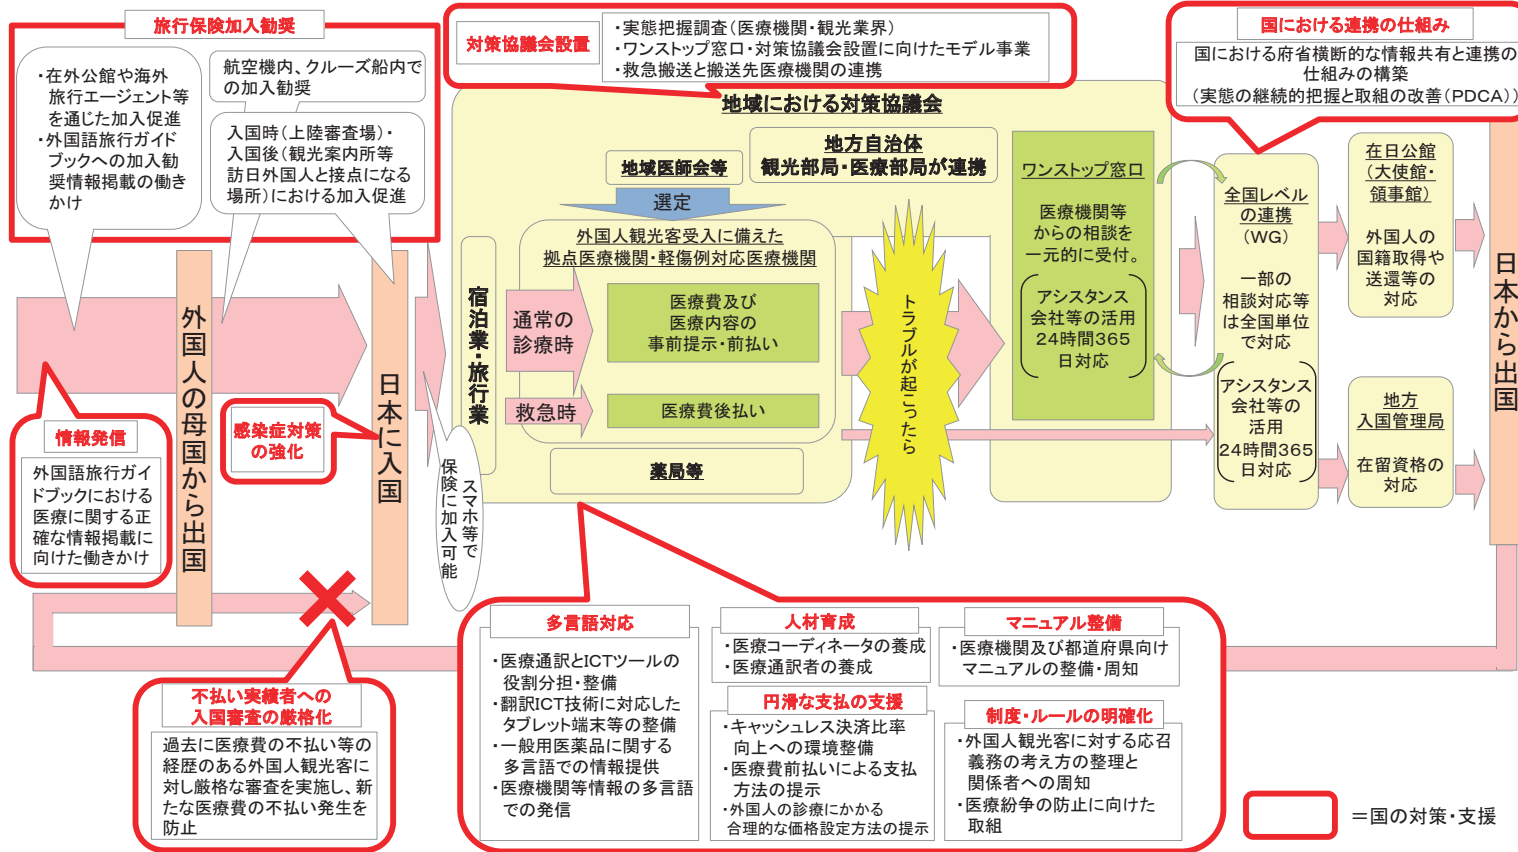 旅行保険加入勧奨
・在外公館や海外
旅行エージェント等
を通じた加入促進
・外国語旅行ガイド
ブックへの加入勧
奨情報掲載の働き
かけ
航空機内、クルーズ船内で
の加入勧奨
入国時(上陸審査場)・
入国後(観光案内所等
訪日外国人と接点になる
場所)における加入促進
対策協議会設置
・実態把握調査(医療機関・観光業界)
・ワンストップ窓口・対策協議会設置に向けたモデル事業
・救急搬送と搬送先医療機関の連携
国における連携の仕組み
国における府省横断的な情報共有と連携の
仕組みの構築
(実態の継続的把握と取組の改善(PDCA))
地域における対策協議会
地域医師会等
地方自治体
観光部局・医療部局が連携
選定
外国人観光客受入に備えた
拠点医療機関・軽傷例対応医療機関
宿泊業・旅行業
通常の
診療時
医療費及び
医療内容の
事前提示・前払い
救急時
医療費後払い
薬局等
トラブルが起こったら
ワンストップ窓口
医療機関等
からの相談を
一元的に受付。
アシスタンス
会社等の活用
24時間365
日対応
全国レベル
の連携
(WG)
一部の
相談対応等
は全国単位
で対応
アシスタンス
会社等の
活用
24時間365
日対応
在日公館
(大使館・
領事館)
外国人の
国籍取得や
送還等の
対応
地方
入国管理局
在留資格の
対応
日本から出国
外国人の母国から出国
日本に入国
スマホ等で
保険に加入可能
情報発信
外国語旅行ガイ
ドブックにおける
医療に関する正
確な情報掲載に
向けた働きかけ
感染症対策
の強化
不払い実績者への
入国審査の厳格化
過去に医療費の不払い等の
経歴のある外国人観光客に
対し厳格な審査を実施し、新
たな医療費の不払い発生を
防止
多言語対応
・医療通訳とICTツールの
役割分担・整備
・翻訳ICT技術に対応した
タブレット端末等の整備
・一般用医薬品に関する
多言語での情報提供
・医療機関等情報の多言語
での発信
人材育成
・医療コーディネータの養成
・医療通訳者の養成
円滑な支払の支援
・キャッシュレス決済比率
向上への環境整備
・医療費前払いによる支払
方法の提示
・外国人の診療にかかる
合理的な価格設定方法の提示
マニュアル整備
・医療機関及び都道府県向け
マニュアルの整備・周知
制度・ルールの明確化
・外国人観光客に対する応召
義務の考え方の整理と
関係者への周知
・医療紛争の防止に向けた
取組
=国の対策・支援